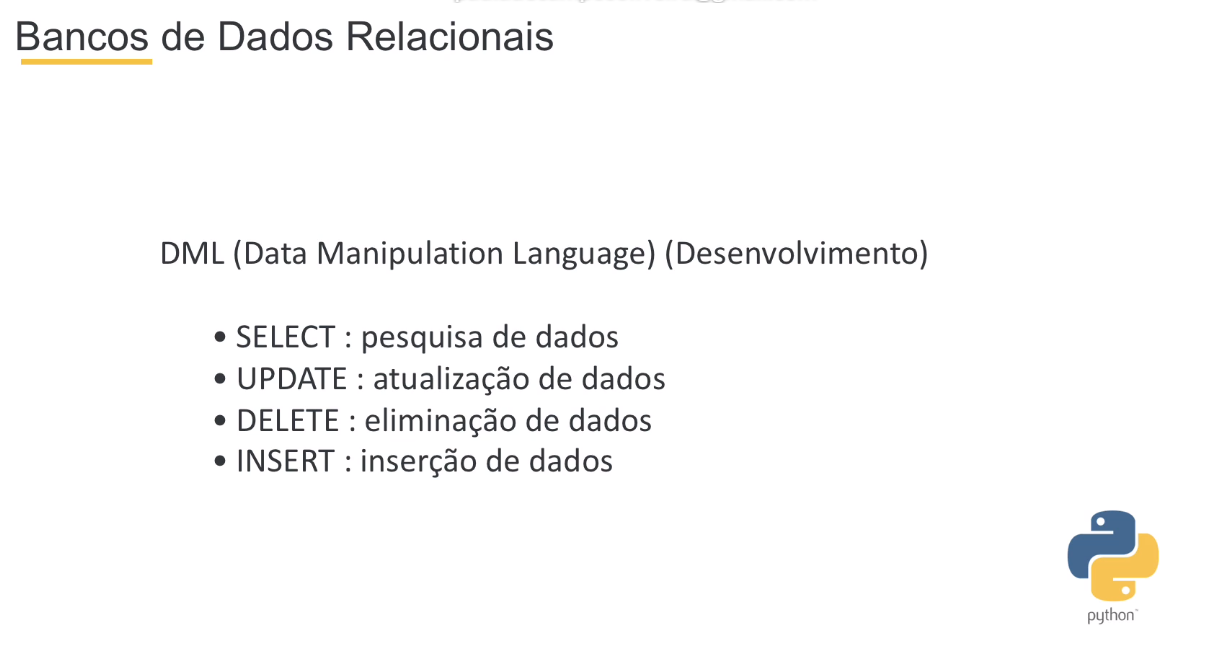 Bancos de Dados Relacionais
DML (Data Manipulation Language) (Desenvolvimento)
• SELECT : pesquisa de dados
• UPDATE : atualização de dados
• DELETE : eliminação de dados
• INSERT : inserção de dados
python™